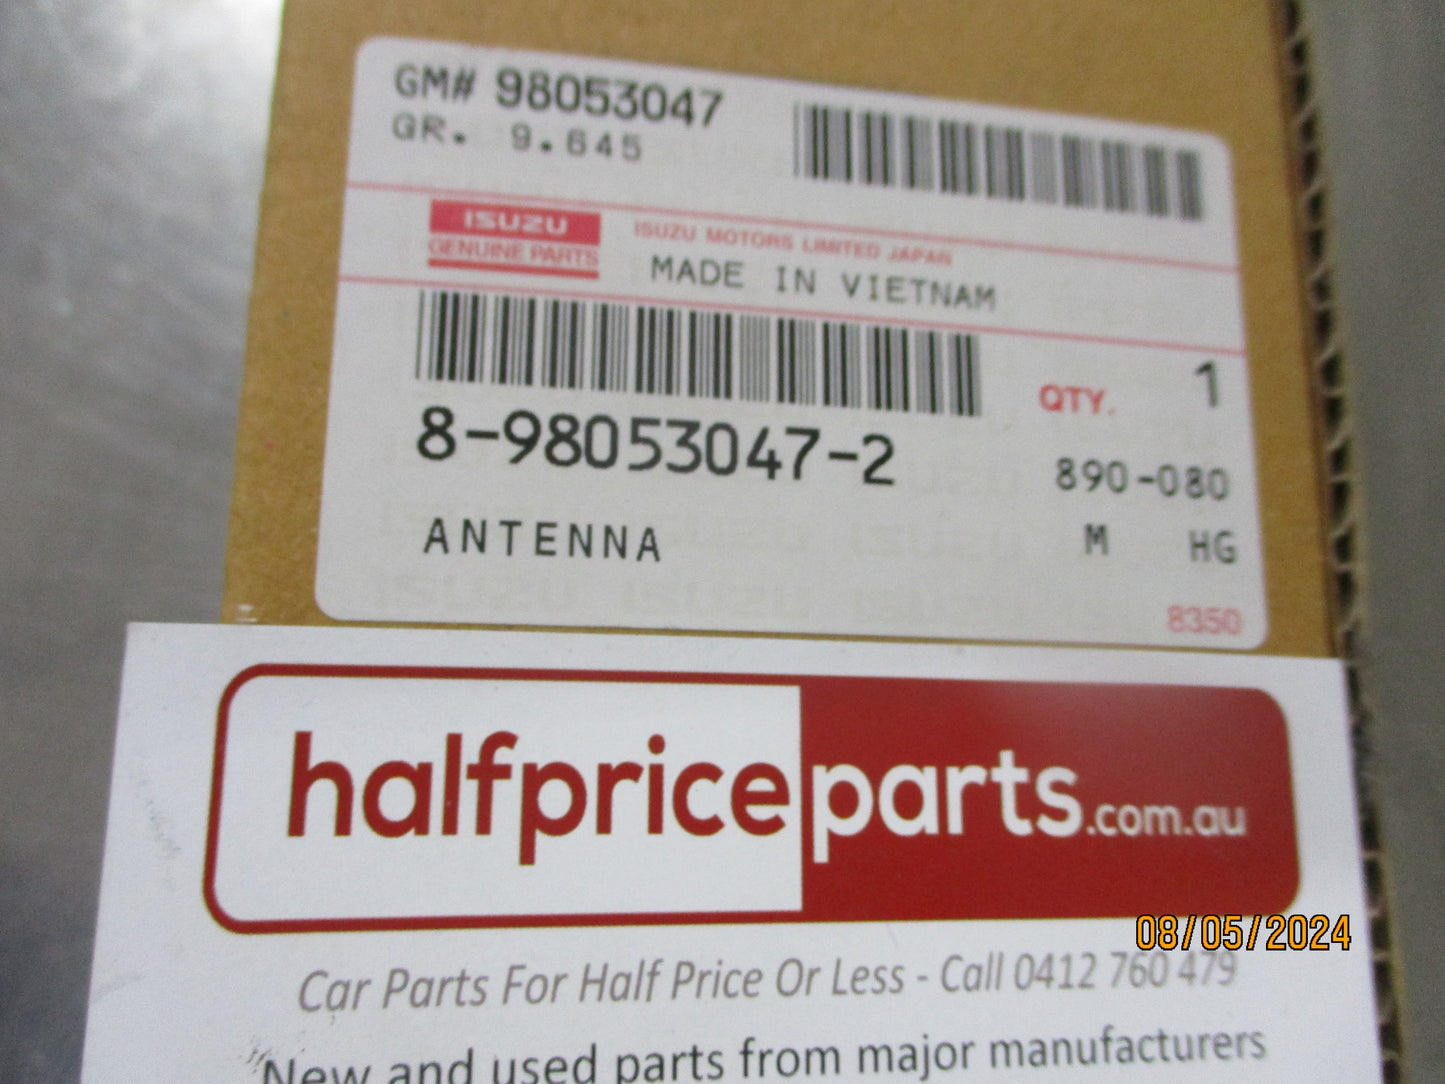 GM# 98053047
GR. 9.645
ISUZU
GENUINE PARTS
ISUZU MOTORS LIMITED JAPAN
MADE IN VIETNAM
QTY. 1
8-98053047-2
890-080
ANTENNA
M HG
8350
halfpriceparts.com.au
08/05/2024
Car Parts For Half Price Or Less - Call 0412 760 479
New and used parts from major manufacturers